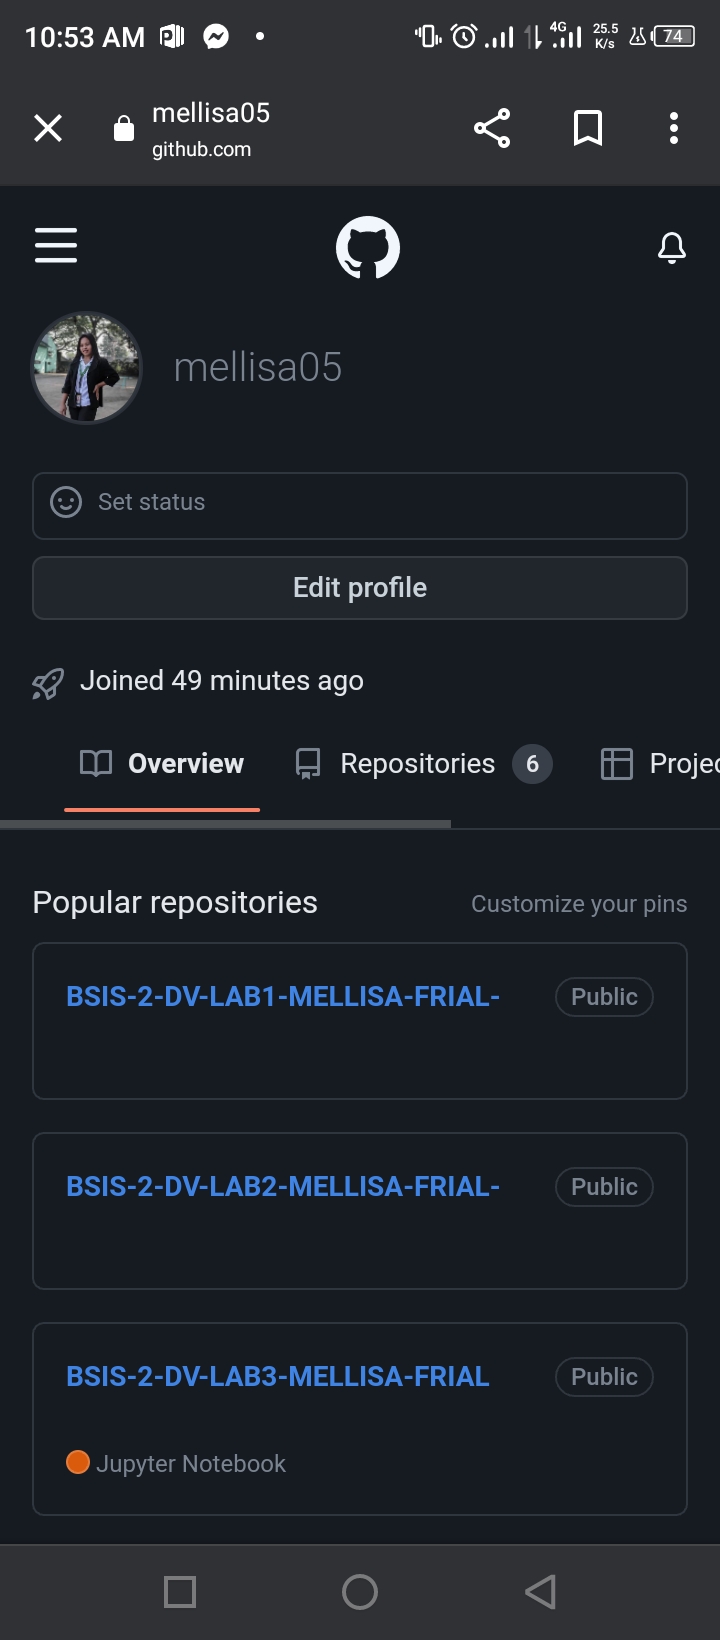 10:53 AM
4G
25.5
K/s
74
mellisa05
github.com
mellisa05
Set status
Edit profile
Joined 49 minutes ago
Overview Repositories 6 Projec
Popular repositories Customize your pins
BSIS-2-DV-LAB1-MELLISA-FRIAL- Public
BSIS-2-DV-LAB2-MELLISA-FRIAL- Public
BSIS-2-DV-LAB3-MELLISA-FRIAL Public
Jupyter Notebook